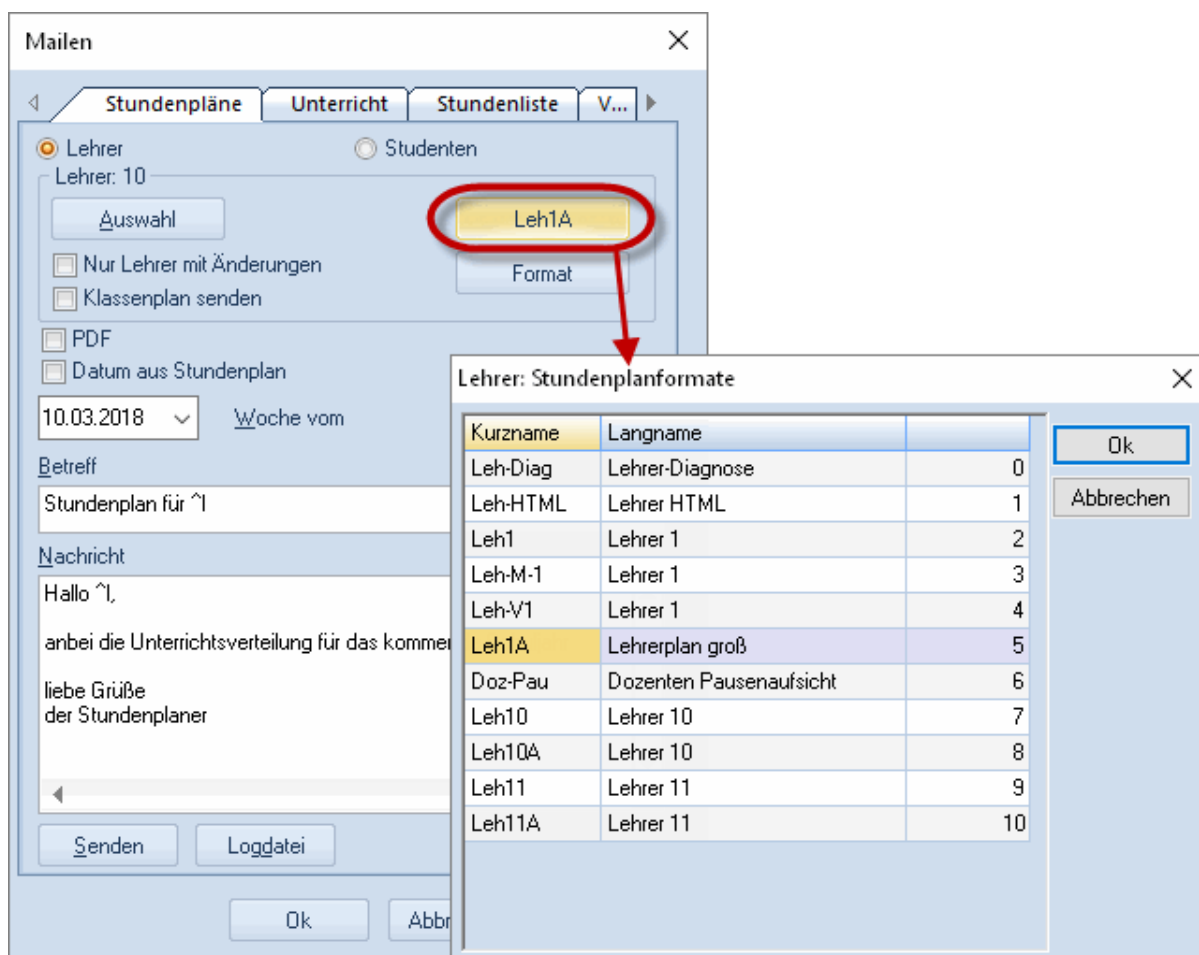 Mailen
Stundenpläne Unterricht Stundenliste V...
Lehrer Studenten
Lehrer: 10
Auswahl Leh1A
Nur Lehrer mit Änderungen Format
Klassenplan senden
PDF
Datum aus Stundenplan
10.03.2018 Woche vom
Betreff
Stundenplan für ^l
Nachricht
Hallo ^l,
anbei die Unterrichtsverteilung für das kommen
liebe Grüße
der Stundenplaner
Senden Logdatei
Ok Abbr
Lehrer: Stundenplanformate
Kurzname Langname
Leh-Diag Lehrer-Diagnose 0
Leh-HTML Lehrer HTML 1
Leh1 Lehrer 1 2
Leh-M-1 Lehrer 1 3
Leh-V1 Lehrer 1 4
Leh1A Lehrerplan groß 5
Doz-Pau Dozenten Pausenaufsicht 6
Leh10 Lehrer 10 7
Leh10A Lehrer 10 8
Leh11 Lehrer 11 9
Leh11A Lehrer 11 10
Ok
Abbrechen